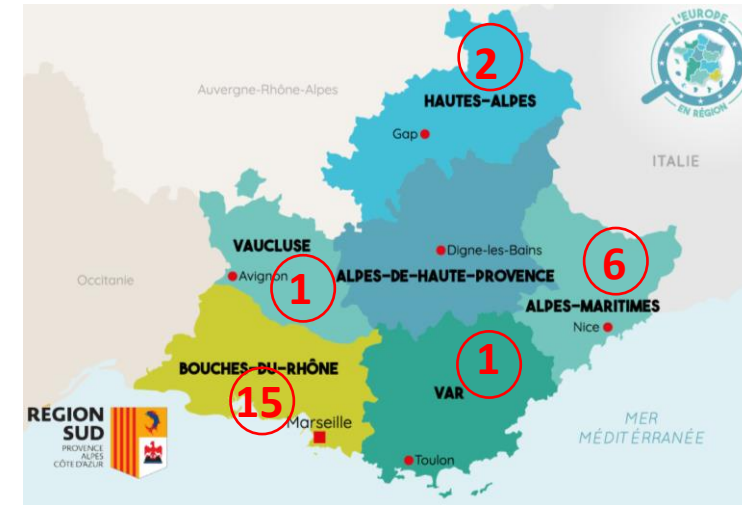 L'EUROPE
EN RÉGION
2
Auvergne-Rhône-Alpes
HAUTES-ALPES
Gap
ITALIE
VAUCLUSE
Digne-les-Bains
6
Occitanie
Avignon
1
ALPES-DE-HAUTE-PROVENCE
ALPES-MARITIMES
Nice
BOUCHES-DU-RHÔNE
1
15
VAR
RÉGION
SUD
PROVENCE
ALPES
CÔTE D'AZUR
Marseille
MER
MÉDITÉRRANÉE
Toulon